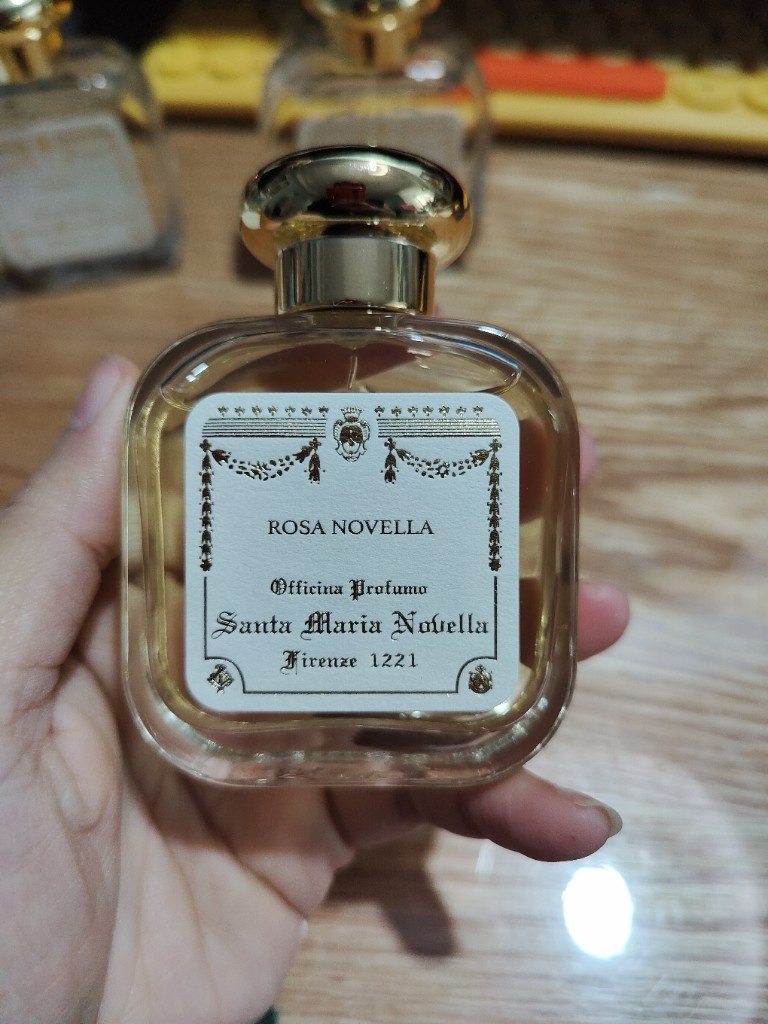 ROSA NOVELLA
Officina Profumo
Santa Maria Novella
Firenze 1221